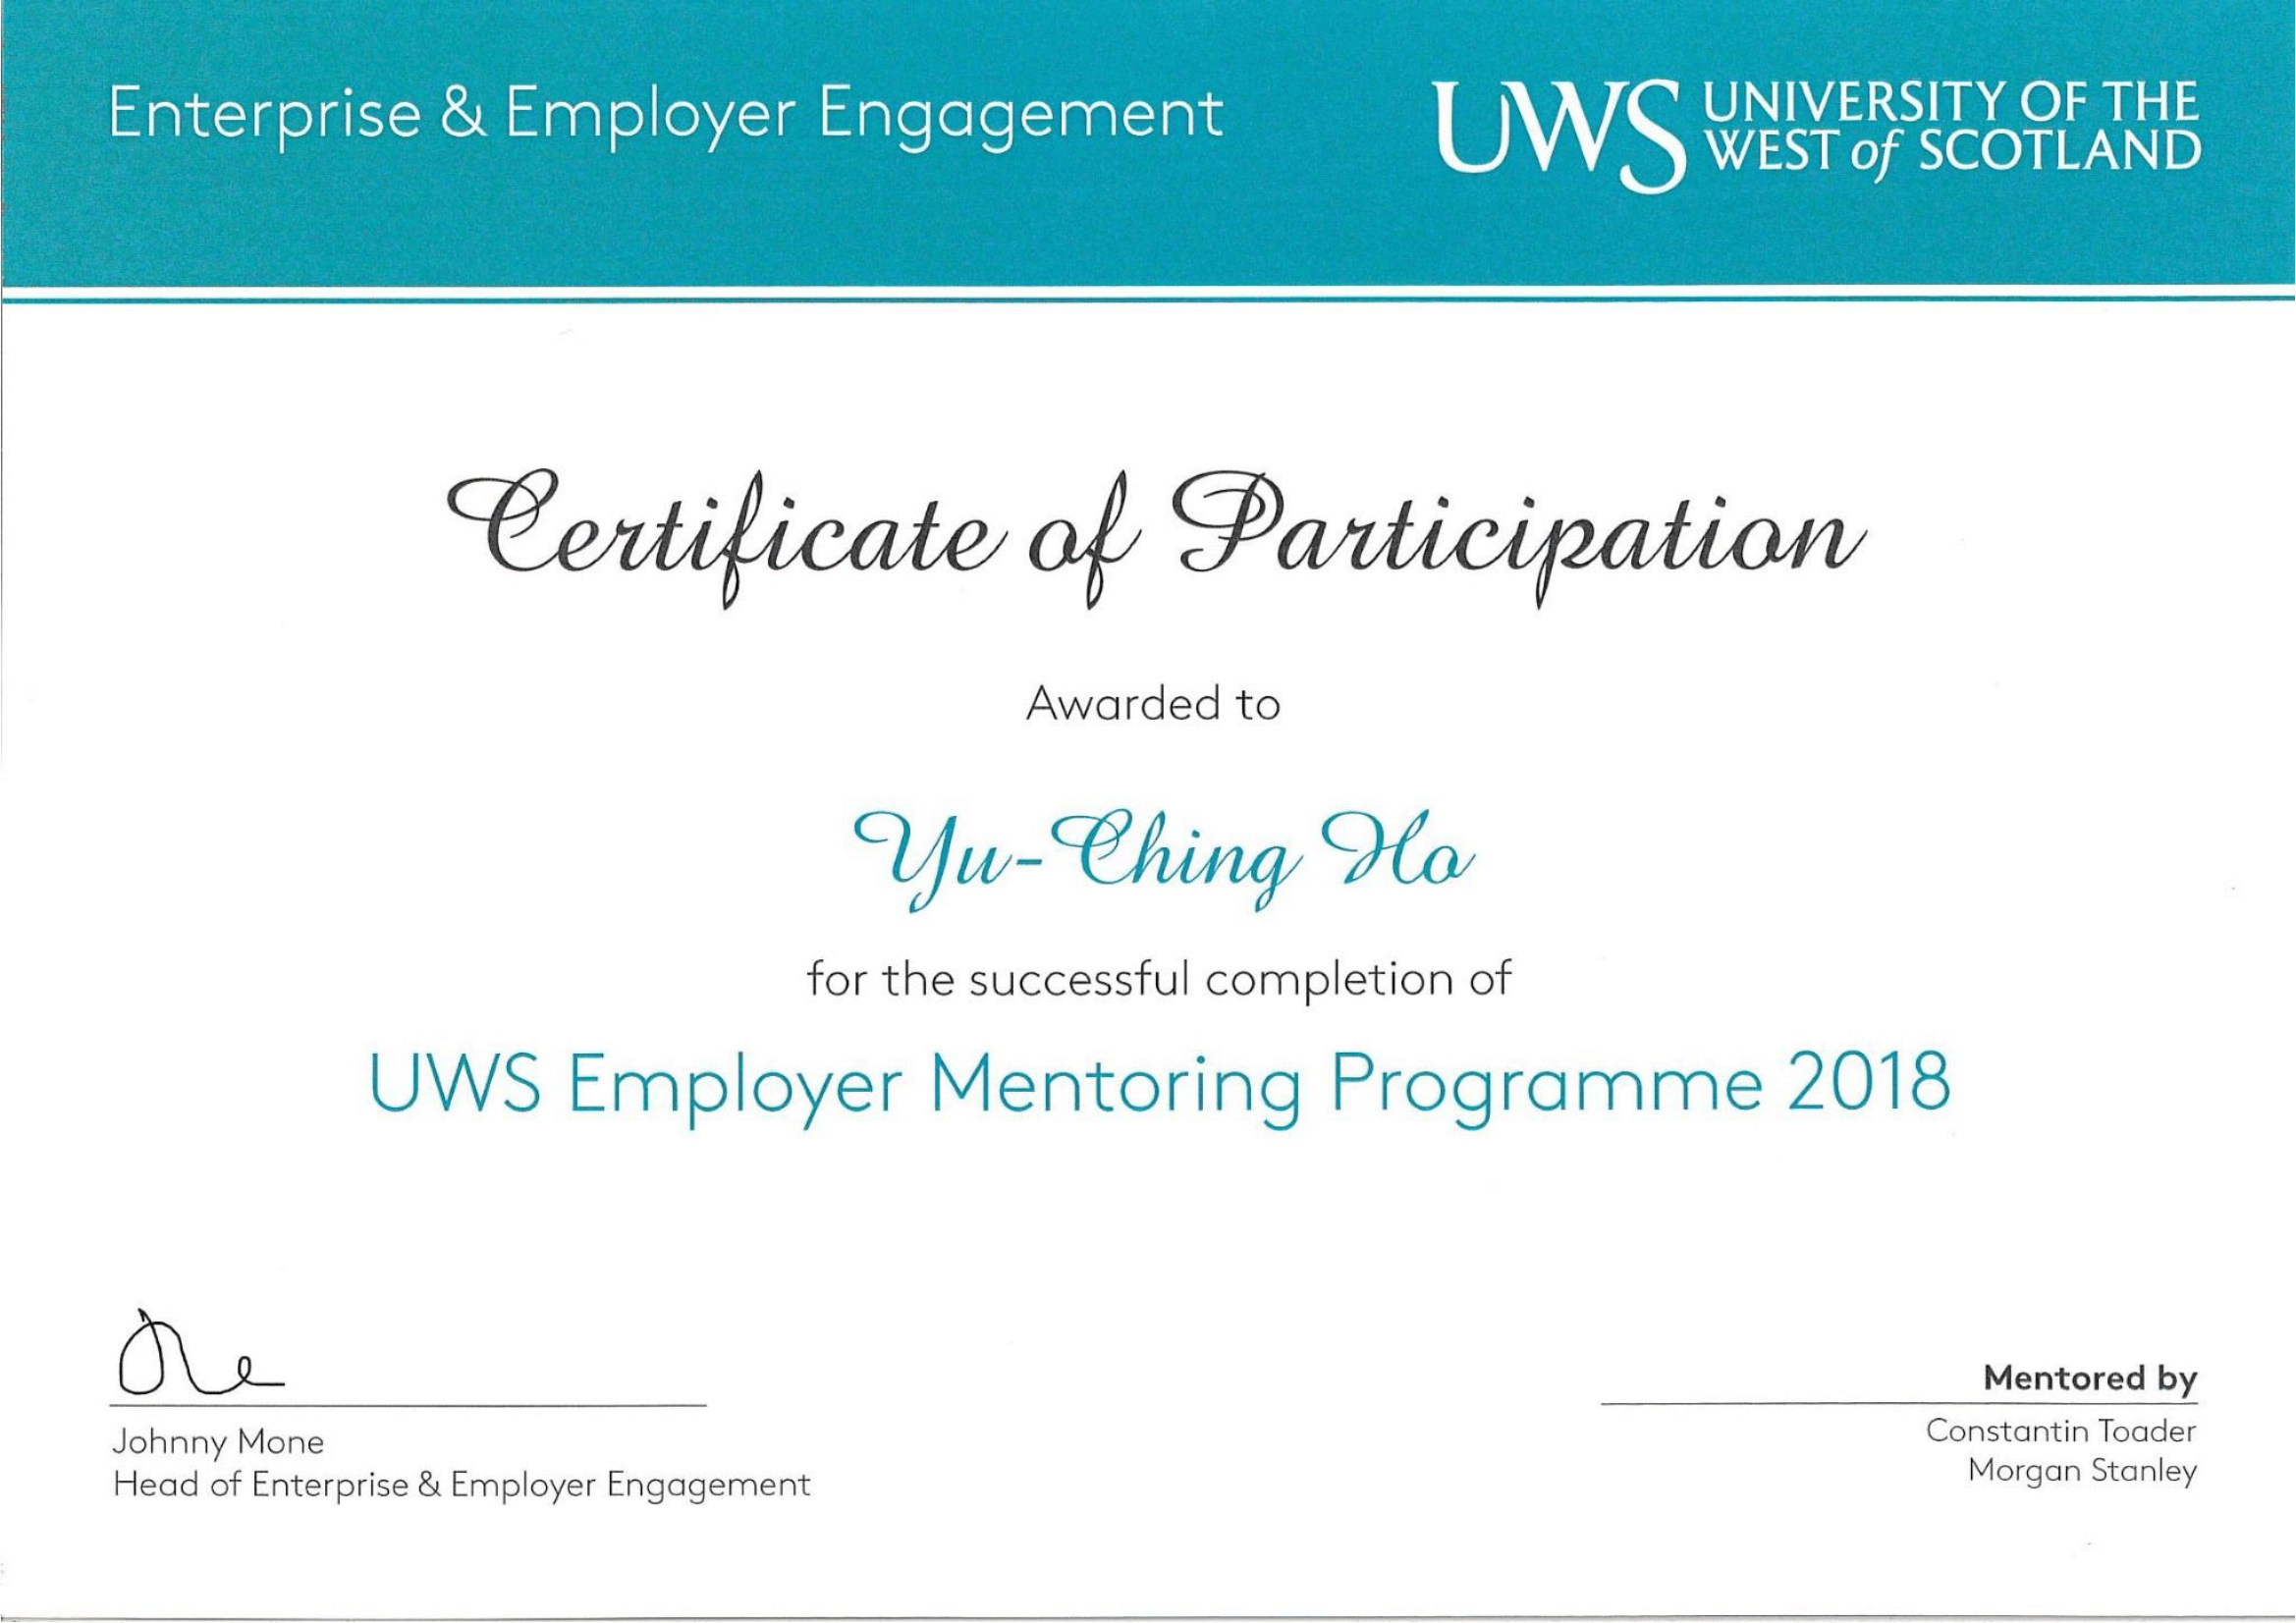 Enterprise & Employer Engagement
UWS UNIVERSITY OF THE
WEST of SCOTLAND
Certificate of Participation
Awarded to
Yu-Ching Ho
for the successful completion of
UWS Employer Mentoring Programme 2018
Johnny Mone
Head of Enterprise & Employer Engagement
Mentored by
Constantin Toader
Morgan Stanley